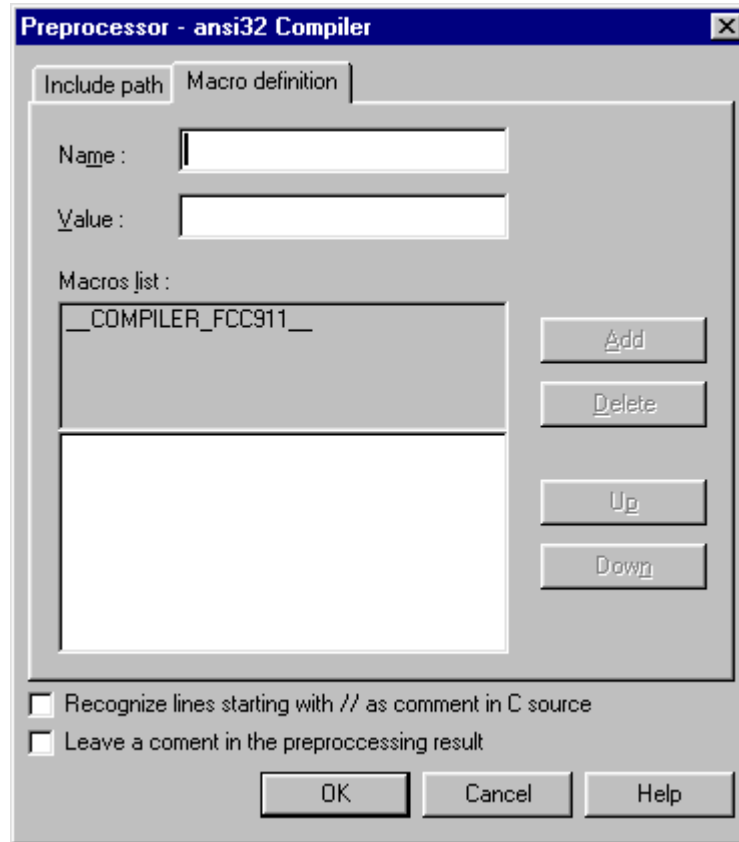 Preprocessor - ansi32 Compiler
Include path Macro definition
Name :
Value :
Macros list :
__COMPILER_FCC911__
Add
Delete
Up
Down
Recognize lines starting with // as comment in C source
Leave a coment in the preproccessing result
OK Cancel Help